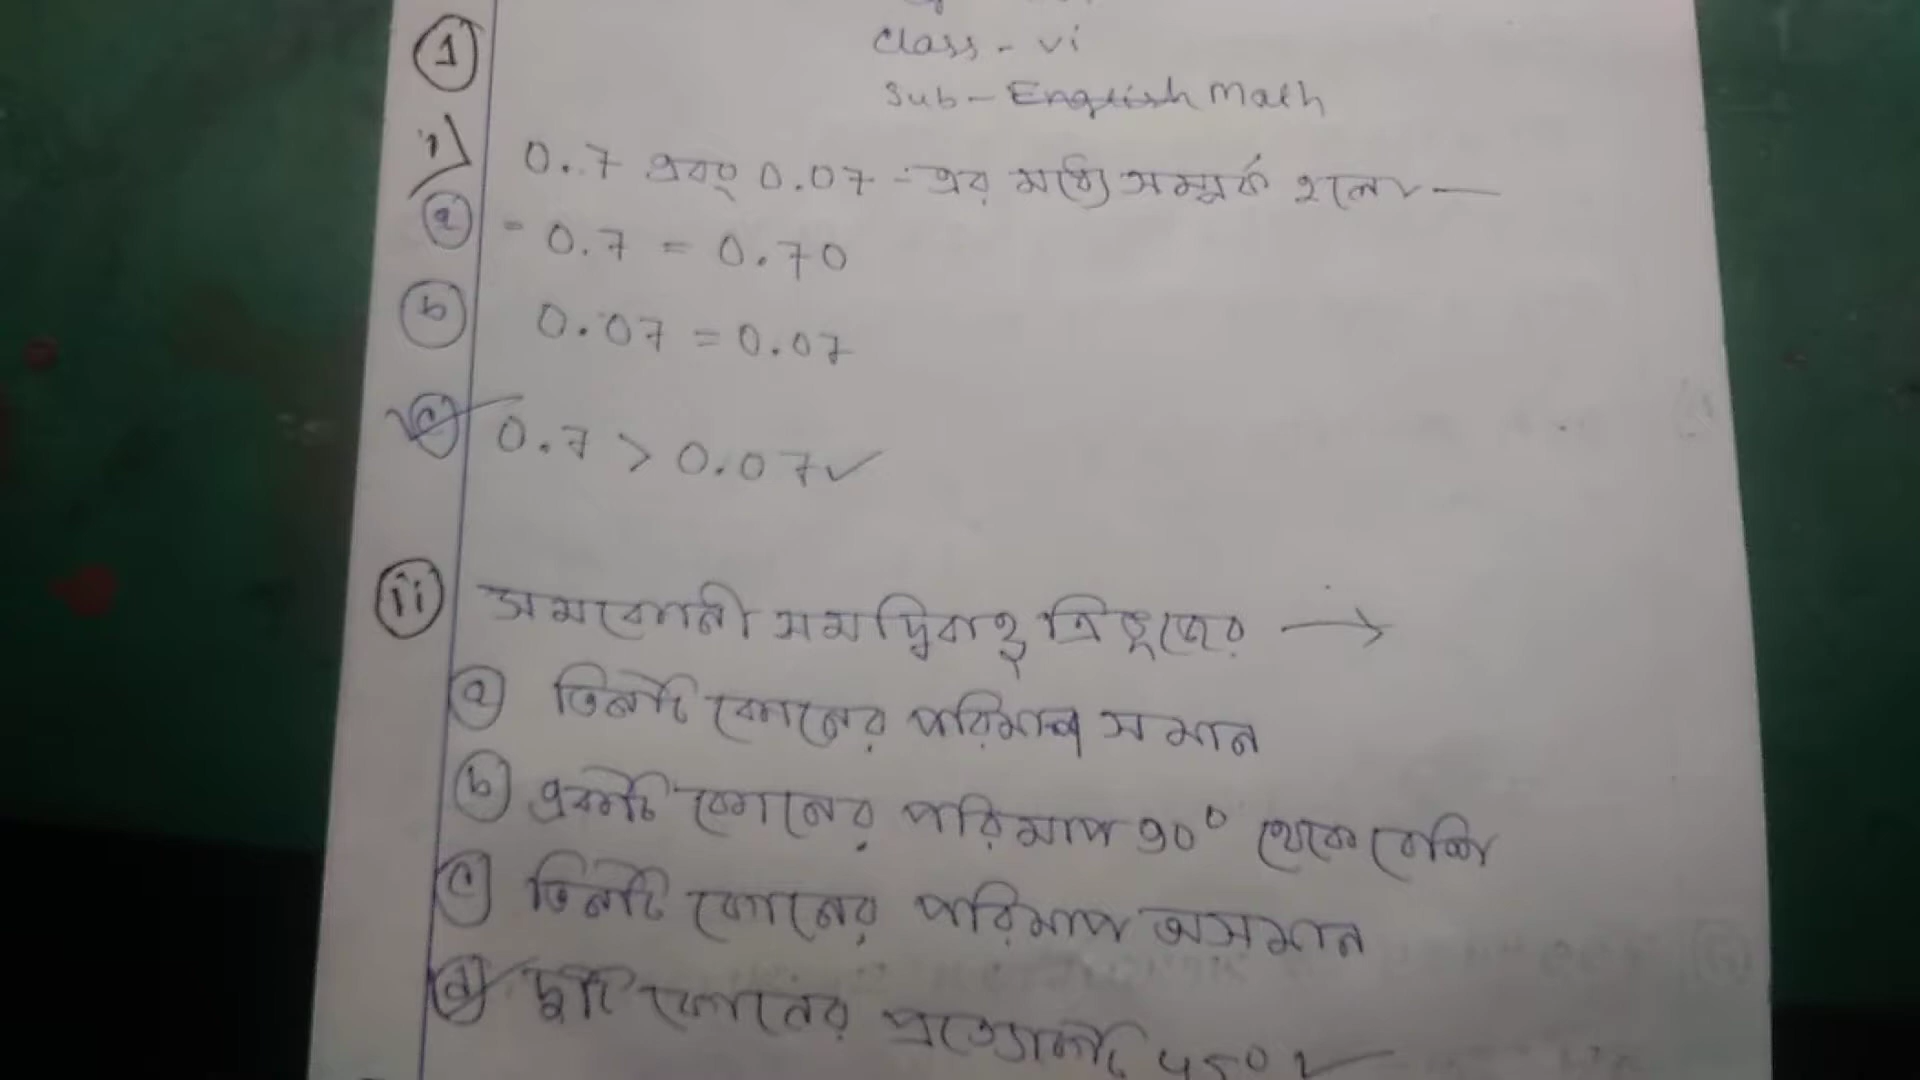 1
Class - vi
Sub - English Math
i) 0.7 এবং 0.07 - এর মধ্যে সম্পর্ক হলো —
a - 0.7 = 0.70
b 0.07 = 0.07
c 0.7 > 0.07 ✓
ii সমকোনী সমদ্বিবাহু ত্রিভুজের →
a তিনটি কোনের পরিমাপ সমান
b একটি কোনের পরিমাপ 90° থেকে বেশি
c তিনটি কোনের পরিমাপ অসমান
d দুটি কোনের প্রত্যেকটি 45° ✓